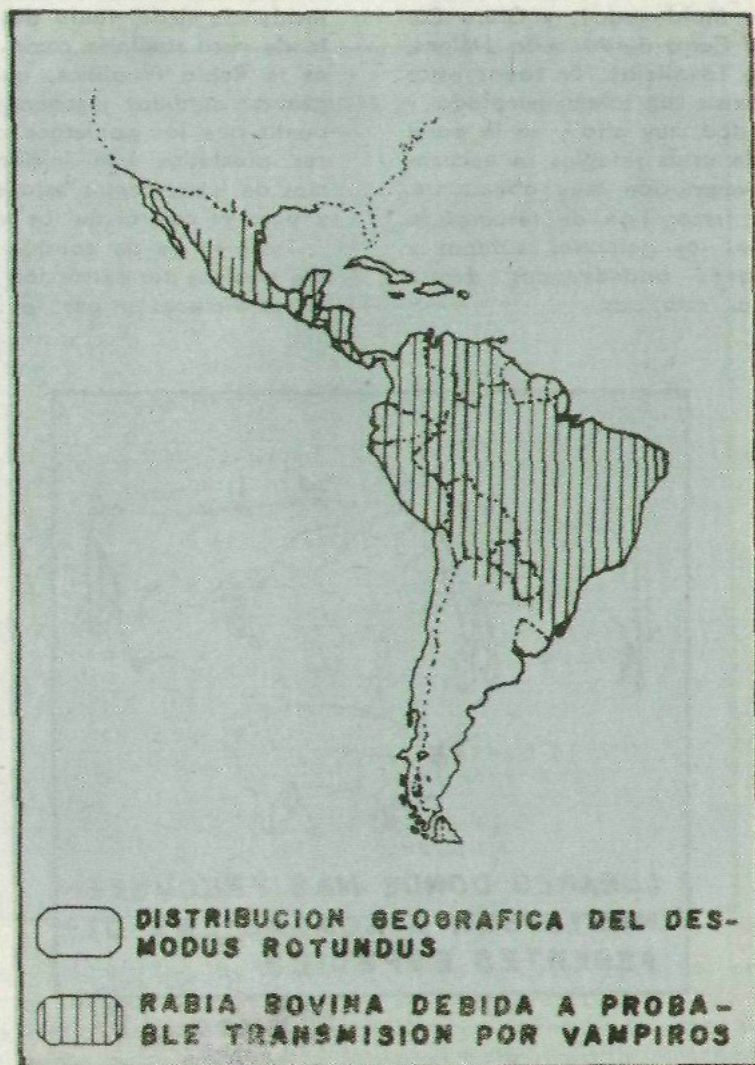 DISTRIBUCION GEOGRAFICA DEL DES-
MODUS ROTUNDUS
RABIA BOVINA DEBIDA A PROBA-
BLE TRANSMISION POR VAMPIROS